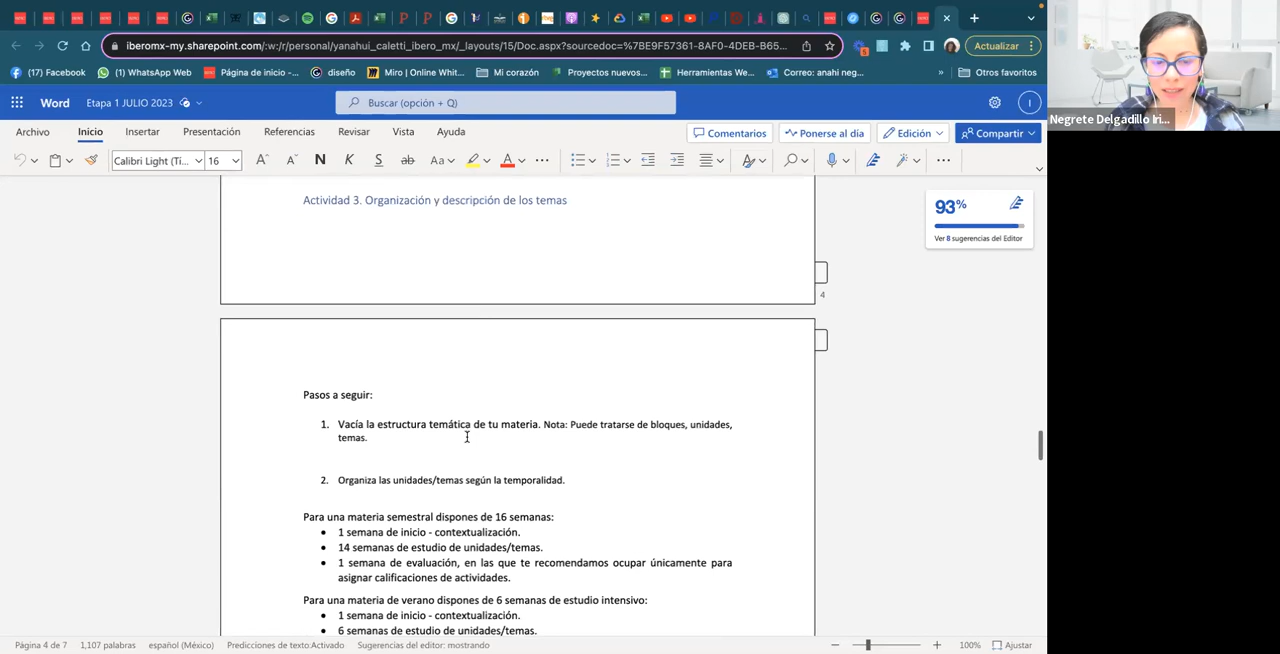 iberomx-my.sharepoint.com/:w:/r/personal/yanahui_caletti_ibero_mx/_layouts/15/Doc.aspx?sourcedoc=%7BE9F57361-8AF0-4DEB-B65...
Actualizar
(17) Facebook
(1) WhatsApp Web
Página de inicio -...
diseño
Miro | Online Whit...
Mi corazón
Proyectos nuevos...
Herramientas We...
Correo: anahi neg...
»
Otros favoritos
Word
Etapa 1 JULIO 2023
Buscar (opción + Q)
I
Archivo Inicio Insertar Presentación Referencias Revisar Vista Ayuda
Comentarios
Ponerse al día
Edición
Compartir
Calibri Light (Ti... 16
N K S ab Aa A
Actividad 3. Organización y descripción de los temas
4
93%
Ver 8 sugerencias del Editor
Pasos a seguir:
1. Vacía la estructura temática de tu materia. Nota: Puede tratarse de bloques, unidades,
temas.
2. Organiza las unidades/temas según la temporalidad.
Para una materia semestral dispones de 16 semanas:
• 1 semana de inicio - contextualización.
• 14 semanas de estudio de unidades/temas.
• 1 semana de evaluación, en las que te recomendamos ocupar únicamente para
asignar calificaciones de actividades.
Para una materia de verano dispones de 6 semanas de estudio intensivo:
• 1 semana de inicio - contextualización.
• 6 semanas de estudio de unidades/temas.
Página 4 de 7
1,107 palabras
español (México)
Predicciones de texto:Activado
Sugerencias del editor: mostrando
100%
Ajustar
Negrete Delgadillo Iri...